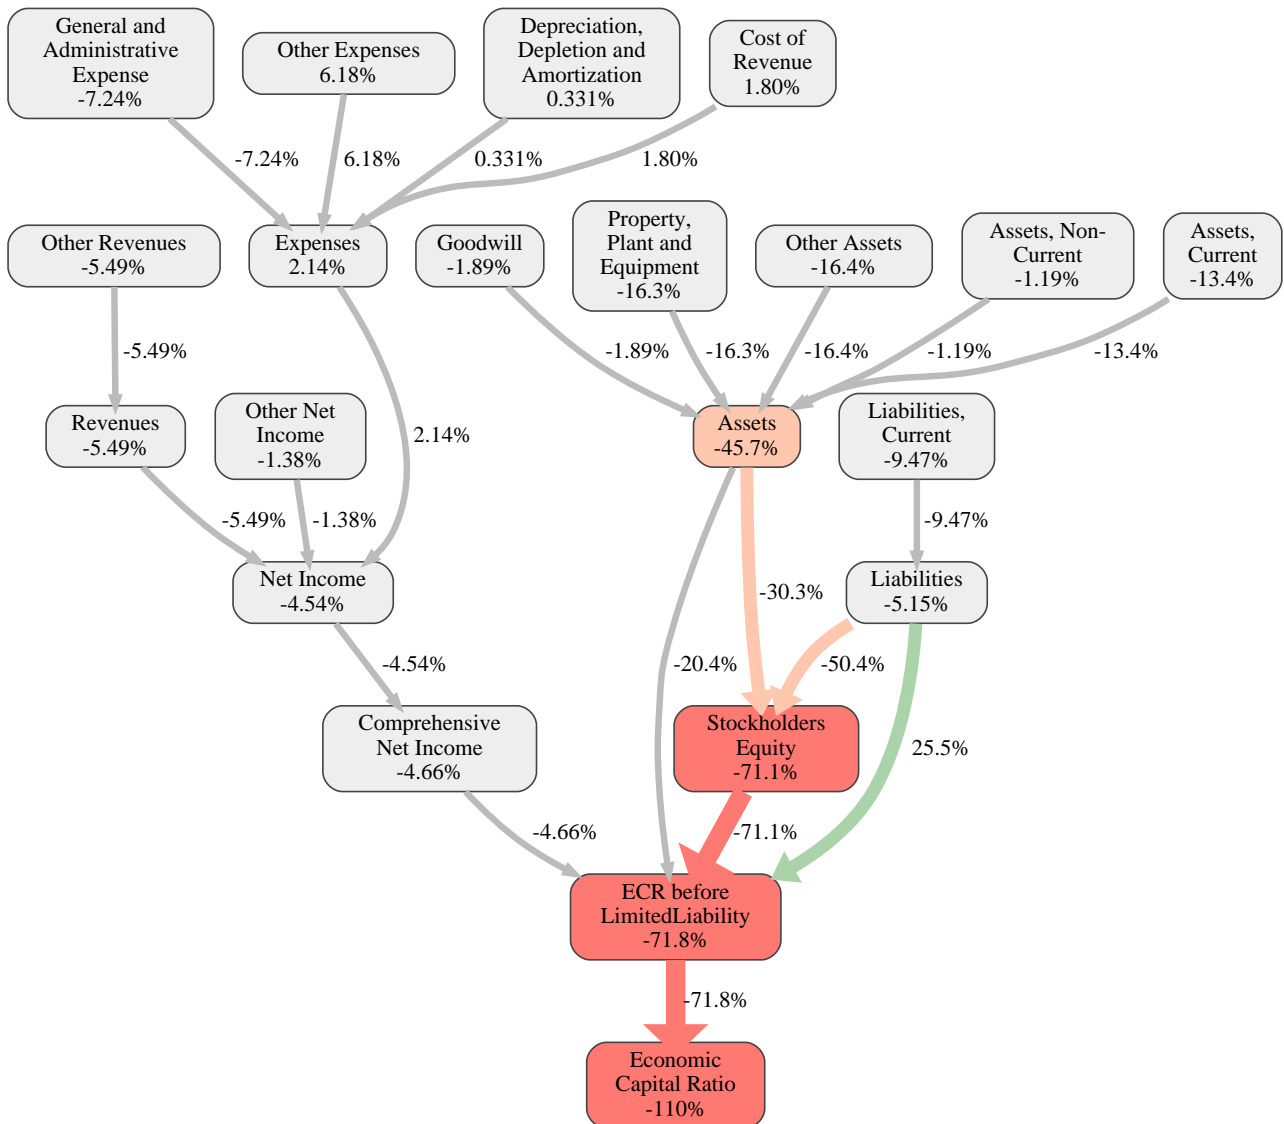 General and
Administrative
Expense
-7.24%
Other Expenses
6.18%
Depreciation,
Depletion and
Amortization
0.331%
Cost of
Revenue
1.80%
-7.24%
6.18%
0.331%
1.80%
Other Revenues
-5.49%
Expenses
2.14%
Goodwill
-1.89%
Property,
Plant and
Equipment
-16.3%
Other Assets
-16.4%
Assets, Non-
Current
-1.19%
Assets,
Current
-13.4%
-5.49%
-1.89%
-16.3%
-16.4%
-1.19%
-13.4%
Revenues
-5.49%
Other Net
Income
-1.38%
2.14%
Assets
-45.7%
Liabilities,
Current
-9.47%
-5.49%
-1.38%
-9.47%
Net Income
-4.54%
-30.3%
Liabilities
-5.15%
-4.54%
-20.4%
-50.4%
Comprehensive
Net Income
-4.66%
Stockholders
Equity
-71.1%
25.5%
-4.66%
-71.1%
ECR before
LimitedLiability
-71.8%
-71.8%
Economic
Capital Ratio
-110%